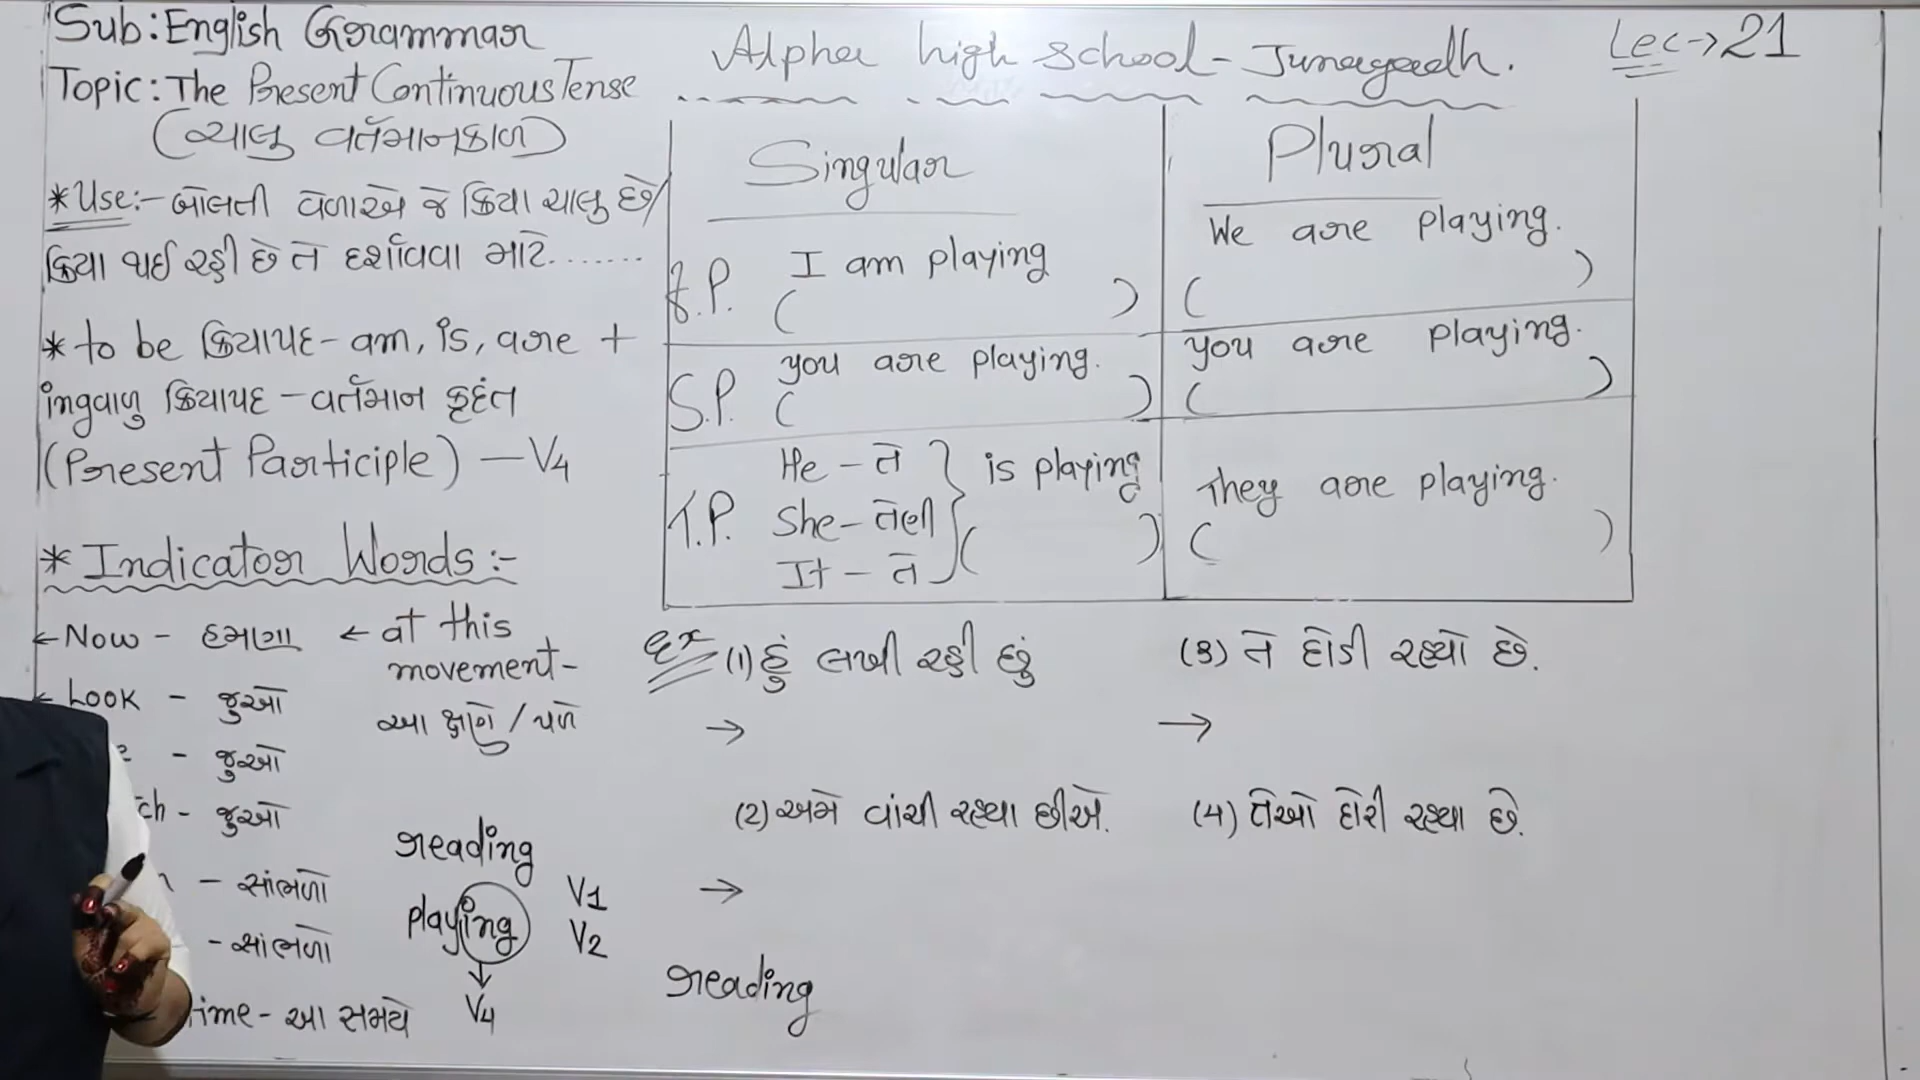 Sub:English Grammar
Topic: The Present Continuous Tense
(ચાલુ વર્તમાનકાળ)
*Use:- બોલતી વેળાએ જે ક્રિયા ચાલુ છે/
ક્રિયા થઈ રહી છે તે દર્શાવવા માટે.......
* to be ક્રિયાપદ - am, is, are +
ingવાળુ ક્રિયાપદ - વર્તમાન કૃદંત
(Present Participle) - V4
* Indicator Words:-
← Now - હમણા
← Look - જુઓ
- જુઓ
ch - જુઓ
- સાંભળો
- સાંભળો
time - આ સમયે
← at this
movement -
આ ક્ષણે / પળે
reading
playing
V4
V1
V2
Alpha high school - Junagadh.
Lec → 21
Singular
Plural
F.P. I am playing
( )
We are playing.
( )
S.P. you are playing.
( )
you are playing.
( )
T.P. He - તે
She - તેણી
It - તે
} is playing
( )
They are playing.
( )
Ex (1) હું લખી રહી છું
→
(2) અમે વાંચી રહ્યા છીએ.
→
(3) તે દોડી રહ્યો છે.
→
(4) તેઓ દોરી રહ્યા છે.
reading